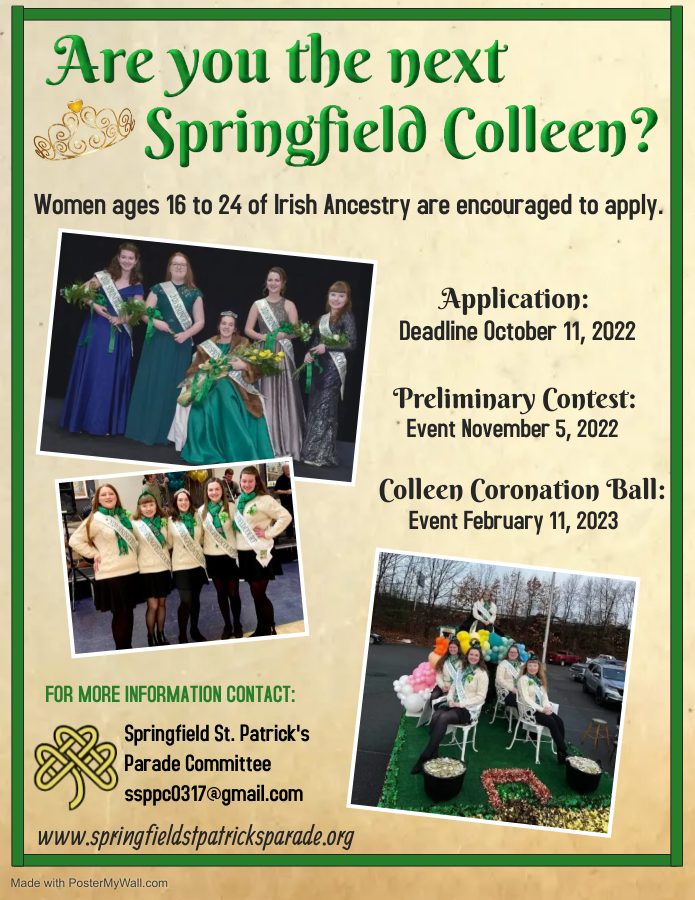 Are you the next
Springfield Colleen?
Women ages 16 to 24 of Irish Ancestry are encouraged to apply.
Application:
Deadline October 11, 2022
Preliminary Contest:
Event November 5, 2022
Colleen Coronation Ball:
Event February 11, 2023
FOR MORE INFORMATION CONTACT:
Springfield St. Patrick's
Parade Committee
ssppc0317@gmail.com
www.springfieldstpatricksparade.org
Made with PosterMyWall.com